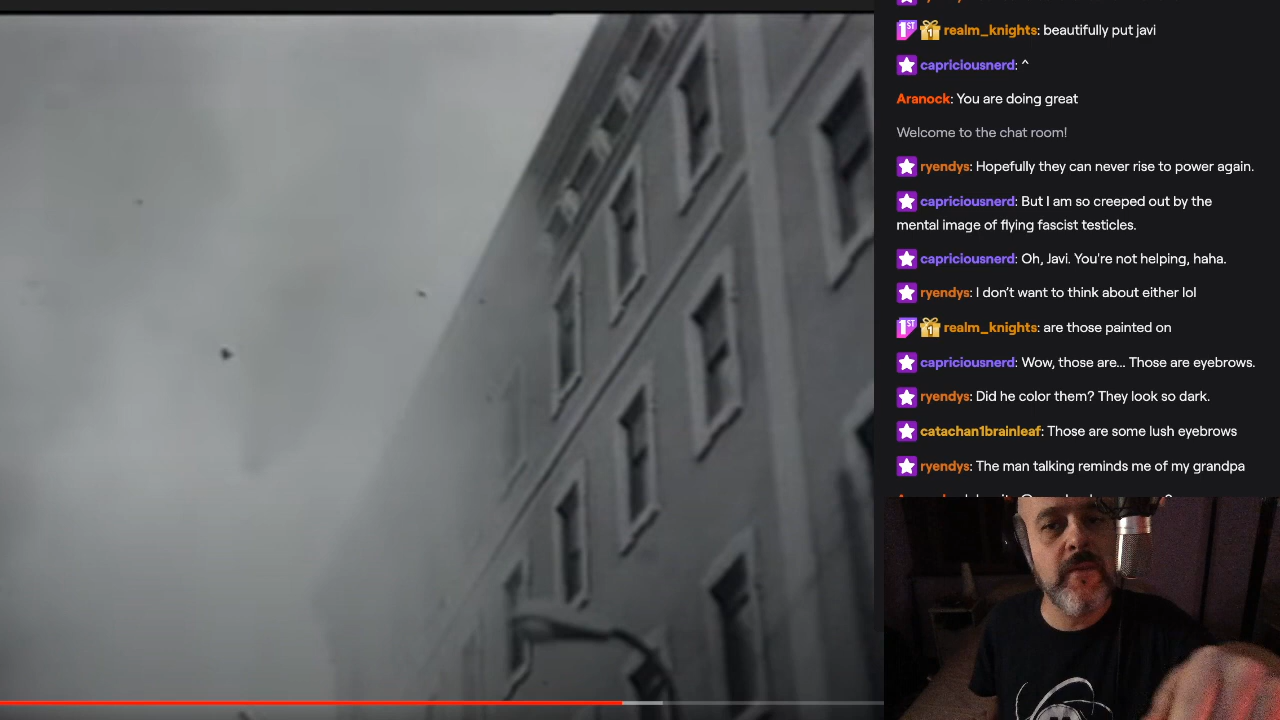 1ST 1 realm_knights: beautifully put javi
capriciousnerd: ^
Aranock: You are doing great
Welcome to the chat room!
ryendys: Hopefully they can never rise to power again.
capriciousnerd: But I am so creeped out by the
mental image of flying fascist testicles.
capriciousnerd: Oh, Javi. You're not helping, haha.
ryendys: I don’t want to think about either lol
1ST 1 realm_knights: are those painted on
capriciousnerd: Wow, those are... Those are eyebrows.
ryendys: Did he color them? They look so dark.
catachan1brainleaf: Those are some lush eyebrows
ryendys: The man talking reminds me of my grandpa